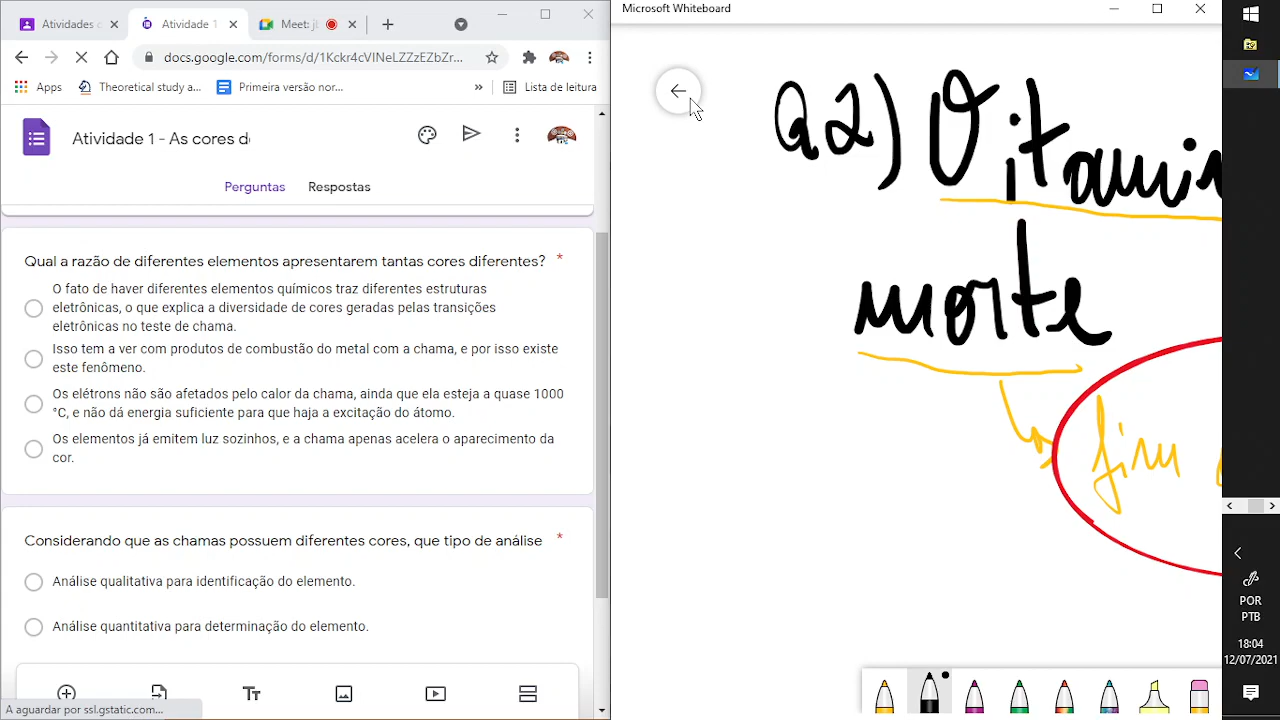 Atividades c
Atividade 1
Meet: j
Microsoft Whiteboard
docs.google.com/forms/d/1Kckr4cVINeLZZzEZbZr...
Apps
Theoretical study a...
Problema no miní...
»
Lista de leitura
Atividade 1 - As cores d
Perguntas
Respostas
Qual a razão de diferentes elementos apresentarem tantas cores diferentes? *
O fato de haver diferentes elementos químicos traz diferentes estruturas
eletrônicas, o que explica a diversidade de cores geradas pelas transições
eletrônicas no teste de chama.
Isso tem a ver com produtos de combustão do metal com a chama, e por isso existe
este fenômeno.
Os elétrons não são afetados pelo calor da chama, ainda que ela esteja a quase 1000
°C, e não dá energia suficiente para que haja a excitação do átomo.
Os elementos já emitem luz sozinhos, e a chama apenas acelera o aparecimento da
cor.
Considerando que as chamas possuem diferentes cores, que tipo de análise *
Análise qualitativa para identificação do elemento.
Análise quantitativa para determinação do elemento.
Tt
A aguardar por ssl.gstatic.com...
Q2) Vitamin
morte
fim
POR
PTB
18:04
12/07/2021